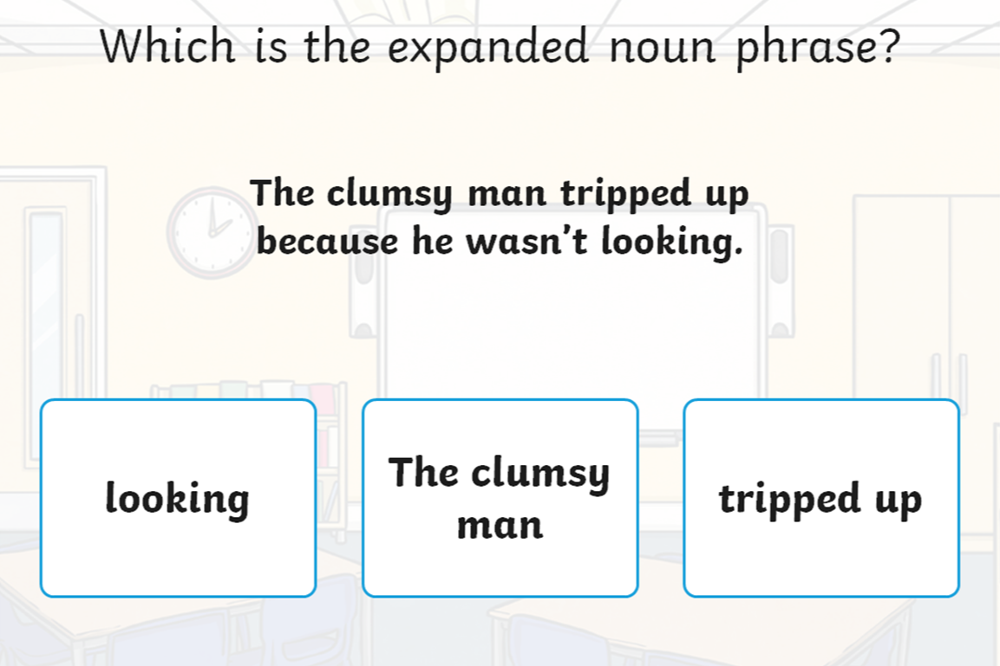 Which is the expanded noun phrase?
The clumsy man tripped up
because he wasn't looking.
looking
The clumsy
man
tripped up